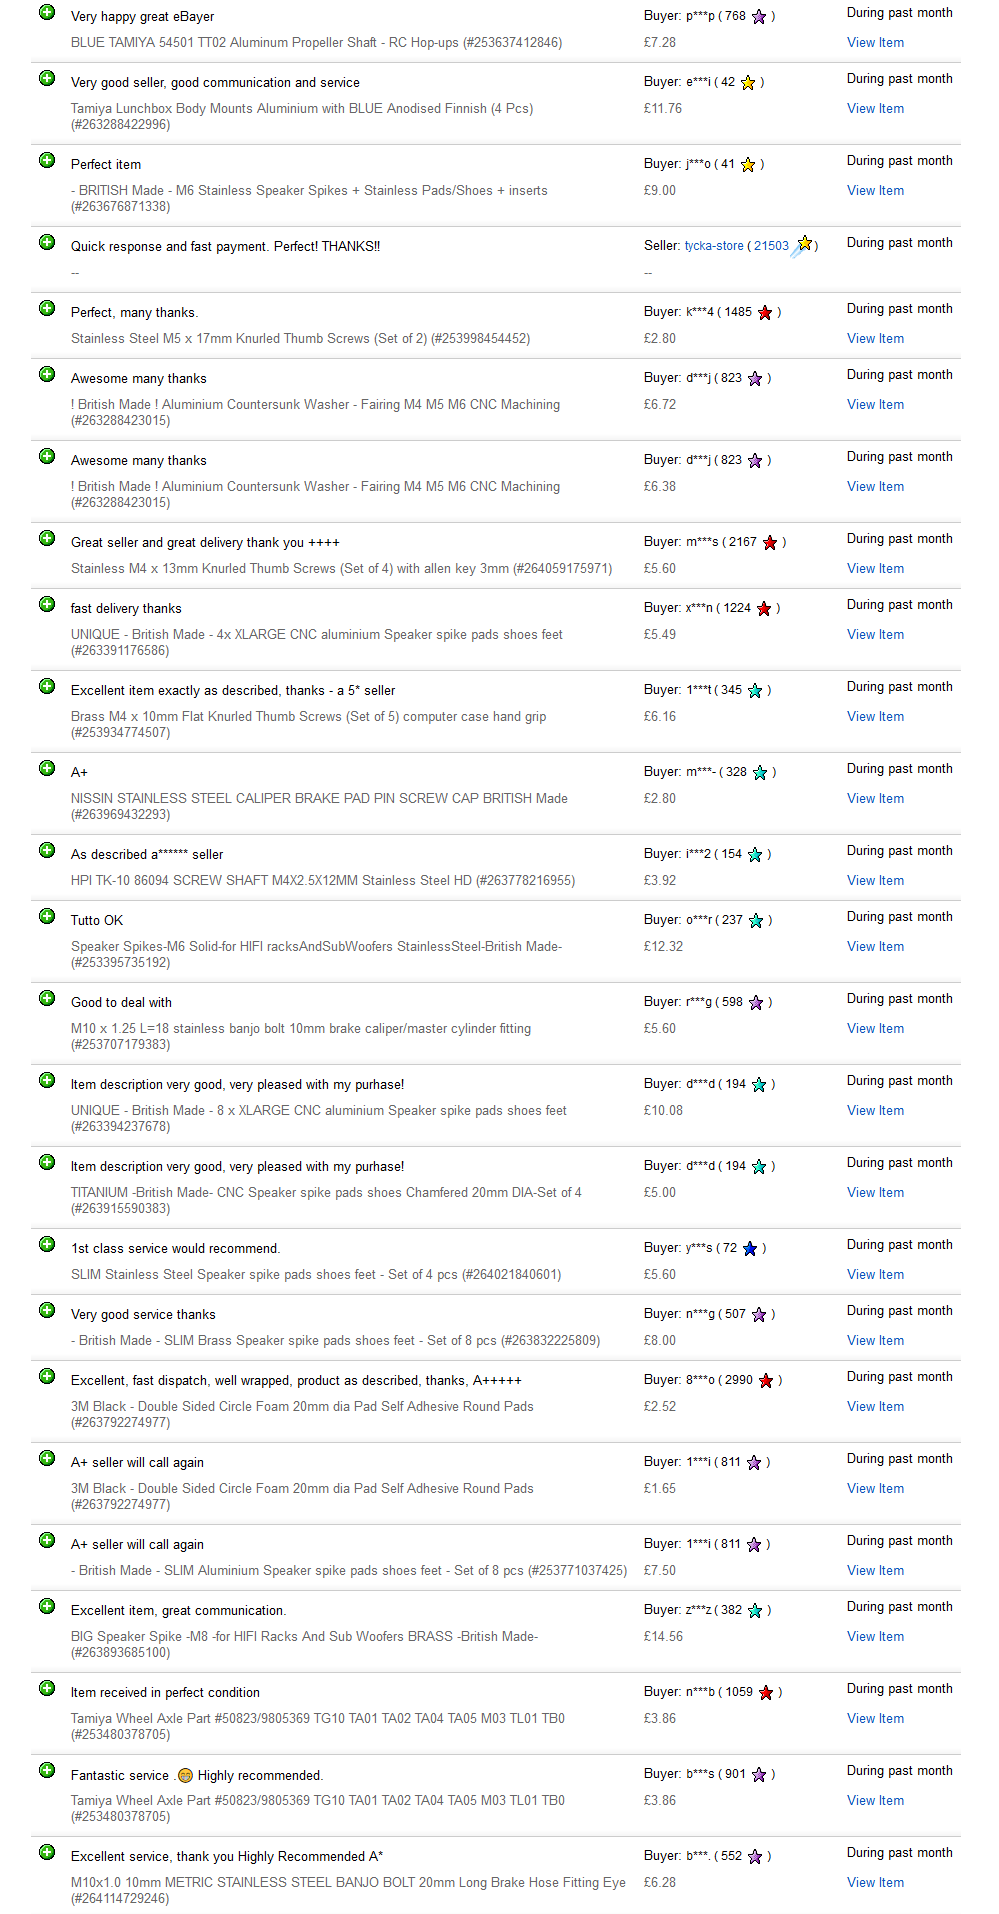 Very happy great eBayer Buyer: p***p ( 768 ) During past month
BLUE TAMIYA 54501 TT02 Aluminum Propeller Shaft - RC Hop-ups (#253637412846) £7.28 View Item
Very good seller, good communication and service Buyer: e***i ( 42 ) During past month
Tamiya Lunchbox Body Mounts Aluminium with BLUE Anodised Finnish (4 Pcs) £11.76 View Item
(#263288422996)
Perfect item Buyer: j***o ( 41 ) During past month
- BRITISH Made - M6 Stainless Speaker Spikes + Stainless Pads/Shoes + inserts £9.00 View Item
(#263676871338)
Quick response and fast payment. Perfect! THANKS!! Seller: tycka-store ( 21503 ) During past month
-- --
Perfect, many thanks. Buyer: k***4 ( 1485 ) During past month
Stainless Steel M5 x 17mm Knurled Thumb Screws (Set of 2) (#253998454452) £2.80 View Item
Awesome many thanks Buyer: d***j ( 823 ) During past month
! British Made ! Aluminium Countersunk Washer - Fairing M4 M5 M6 CNC Machining £6.72 View Item
(#263288423015)
Awesome many thanks Buyer: d***j ( 823 ) During past month
! British Made ! Aluminium Countersunk Washer - Fairing M4 M5 M6 CNC Machining £6.38 View Item
(#263288423015)
Great seller and great delivery thank you ++++ Buyer: m***s ( 2167 ) During past month
Stainless M4 x 13mm Knurled Thumb Screws (Set of 4) with allen key 3mm (#264059175971) £5.60 View Item
fast delivery thanks Buyer: x***n ( 1224 ) During past month
UNIQUE - British Made - 4x XLARGE CNC aluminium Speaker spike pads shoes feet £5.49 View Item
(#263391176586)
Excellent item exactly as described, thanks - a 5* seller Buyer: 1***t ( 345 ) During past month
Brass M4 x 10mm Flat Knurled Thumb Screws (Set of 5) computer case hand grip £6.16 View Item
(#253934774507)
A+ Buyer: m***- ( 328 ) During past month
NISSIN STAINLESS STEEL CALIPER BRAKE PAD PIN SCREW CAP BRITISH Made £2.80 View Item
(#263969432293)
As described a****** seller Buyer: i***2 ( 154 ) During past month
HPI TK-10 86094 SCREW SHAFT M4X2.5X12MM Stainless Steel HD (#263778216955) £3.92 View Item
Tutto OK Buyer: o***r ( 237 ) During past month
Speaker Spikes-M6 Solid-for HIFI racksAndSubWoofers StainlessSteel-British Made- £12.32 View Item
(#253395735192)
Good to deal with Buyer: r***g ( 598 ) During past month
M10 x 1.25 L=18 stainless banjo bolt 10mm brake caliper/master cylinder fitting £5.60 View Item
(#253707179383)
Item description very good, very pleased with my purhase! Buyer: d***d ( 194 ) During past month
UNIQUE - British Made - 8 x XLARGE CNC aluminium Speaker spike pads shoes feet £10.08 View Item
(#263394237678)
Item description very good, very pleased with my purhase! Buyer: d***d ( 194 ) During past month
TITANIUM -British Made- CNC Speaker spike pads shoes Chamfered 20mm DIA-Set of 4 £5.00 View Item
(#263915590383)
1st class service would recommend. Buyer: y***s ( 72 ) During past month
SLIM Stainless Steel Speaker spike pads shoes feet - Set of 4 pcs (#264021840601) £5.60 View Item
Very good service thanks Buyer: n***g ( 507 ) During past month
- British Made - SLIM Brass Speaker spike pads shoes feet - Set of 8 pcs (#263832225809) £8.00 View Item
Excellent, fast dispatch, well wrapped, product as described, thanks, A+++++ Buyer: 8***o ( 2990 ) During past month
3M Black - Double Sided Circle Foam 20mm dia Pad Self Adhesive Round Pads £2.52 View Item
(#263792274977)
A+ seller will call again Buyer: 1***i ( 811 ) During past month
3M Black - Double Sided Circle Foam 20mm dia Pad Self Adhesive Round Pads £1.65 View Item
(#263792274977)
A+ seller will call again Buyer: 1***i ( 811 ) During past month
- British Made - SLIM Aluminium Speaker spike pads shoes feet - Set of 8 pcs (#253771037425) £7.50 View Item
Excellent item, great communication. Buyer: z***z ( 382 ) During past month
BIG Speaker Spike -M8 -for HIFI Racks And Sub Woofers BRASS -British Made- £14.56 View Item
(#263893685100)
Item received in perfect condition Buyer: n***b ( 1059 ) During past month
Tamiya Wheel Axle Part #50823/9805369 TG10 TA01 TA02 TA04 TA05 M03 TL01 TB0 £3.86 View Item
(#253480378705)
Fantastic service .😁 Highly recommended. Buyer: b***s ( 901 ) During past month
Tamiya Wheel Axle Part #50823/9805369 TG10 TA01 TA02 TA04 TA05 M03 TL01 TB0 £3.86 View Item
(#253480378705)
Excellent service, thank you Highly Recommended A* Buyer: b***. ( 552 ) During past month
M10x1.0 10mm METRIC STAINLESS STEEL BANJO BOLT 20mm Long Brake Hose Fitting Eye £6.28 View Item
(#264114729246)